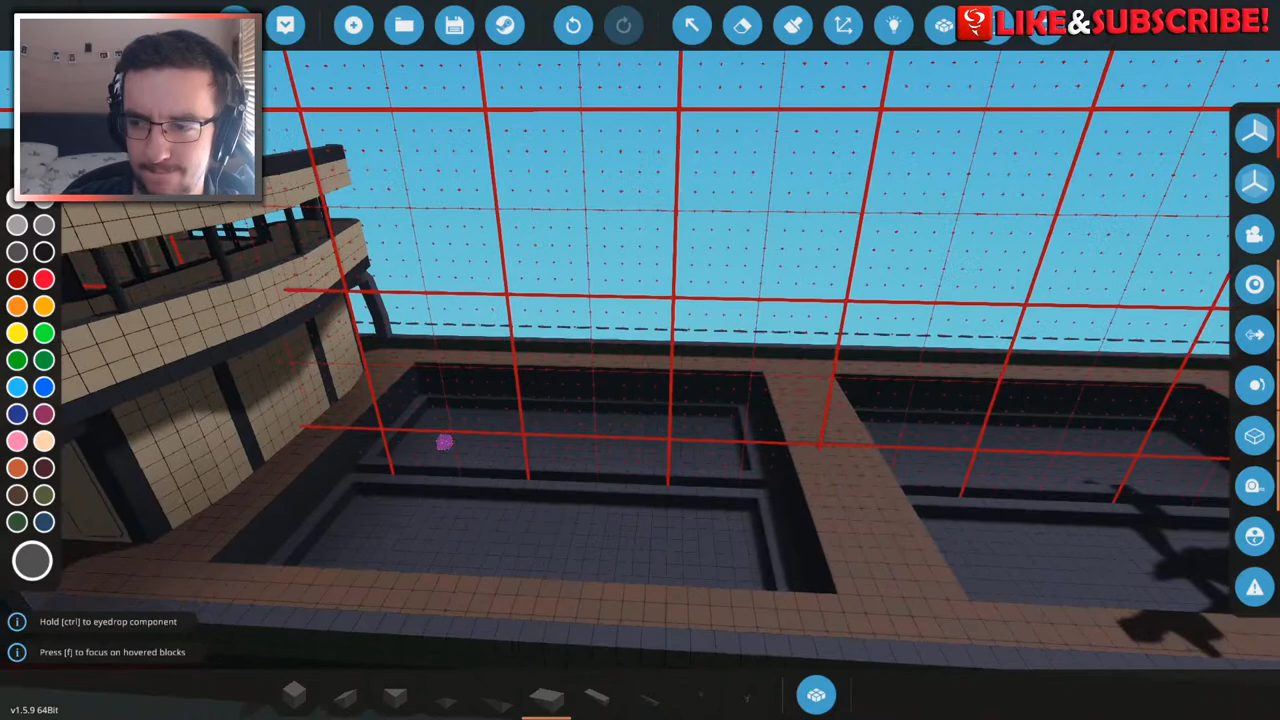 LIKE&SUBSCRIBE!
Hold [ctrl] to eyedrop component
Press [f] to focus on hovered blocks
v1.5.9 64Bit